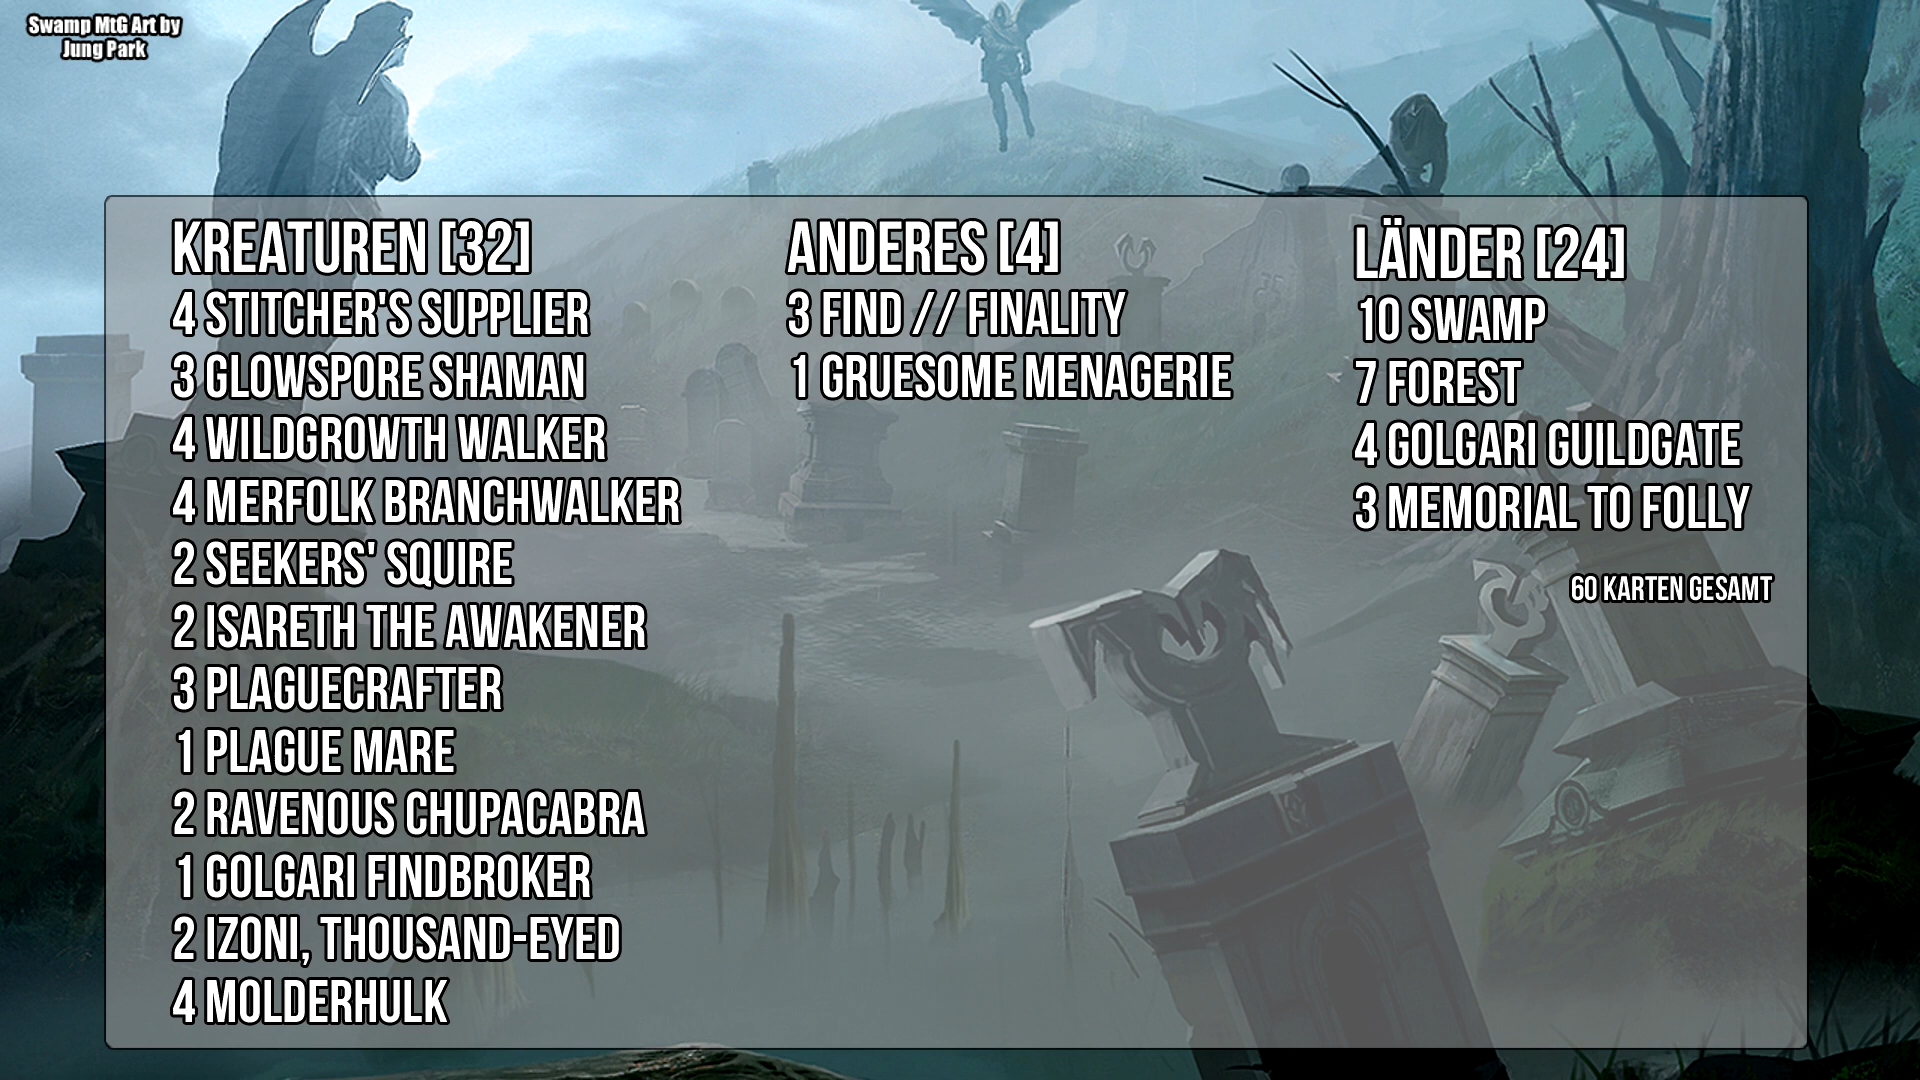 Swamp MtG Art by
Jung Park
KREATUREN [32]
4 STITCHER'S SUPPLIER
3 GLOWSPORE SHAMAN
4 WILDGROWTH WALKER
4 MERFOLK BRANCHWALKER
2 SEEKERS' SQUIRE
2 ISARETH THE AWAKENER
3 PLAGUECRAFTER
1 PLAGUE MARE
2 RAVENOUS CHUPACABRA
1 GOLGARI FINDBROKER
2 IZONI, THOUSAND-EYED
4 MOLDERHULK
ANDERES [4]
3 FIND // FINALITY
1 GRUESOME MENAGERIE
LÄNDER [24]
10 SWAMP
7 FOREST
4 GOLGARI GUILDGATE
3 MEMORIAL TO FOLLY
60 KARTEN GESAMT